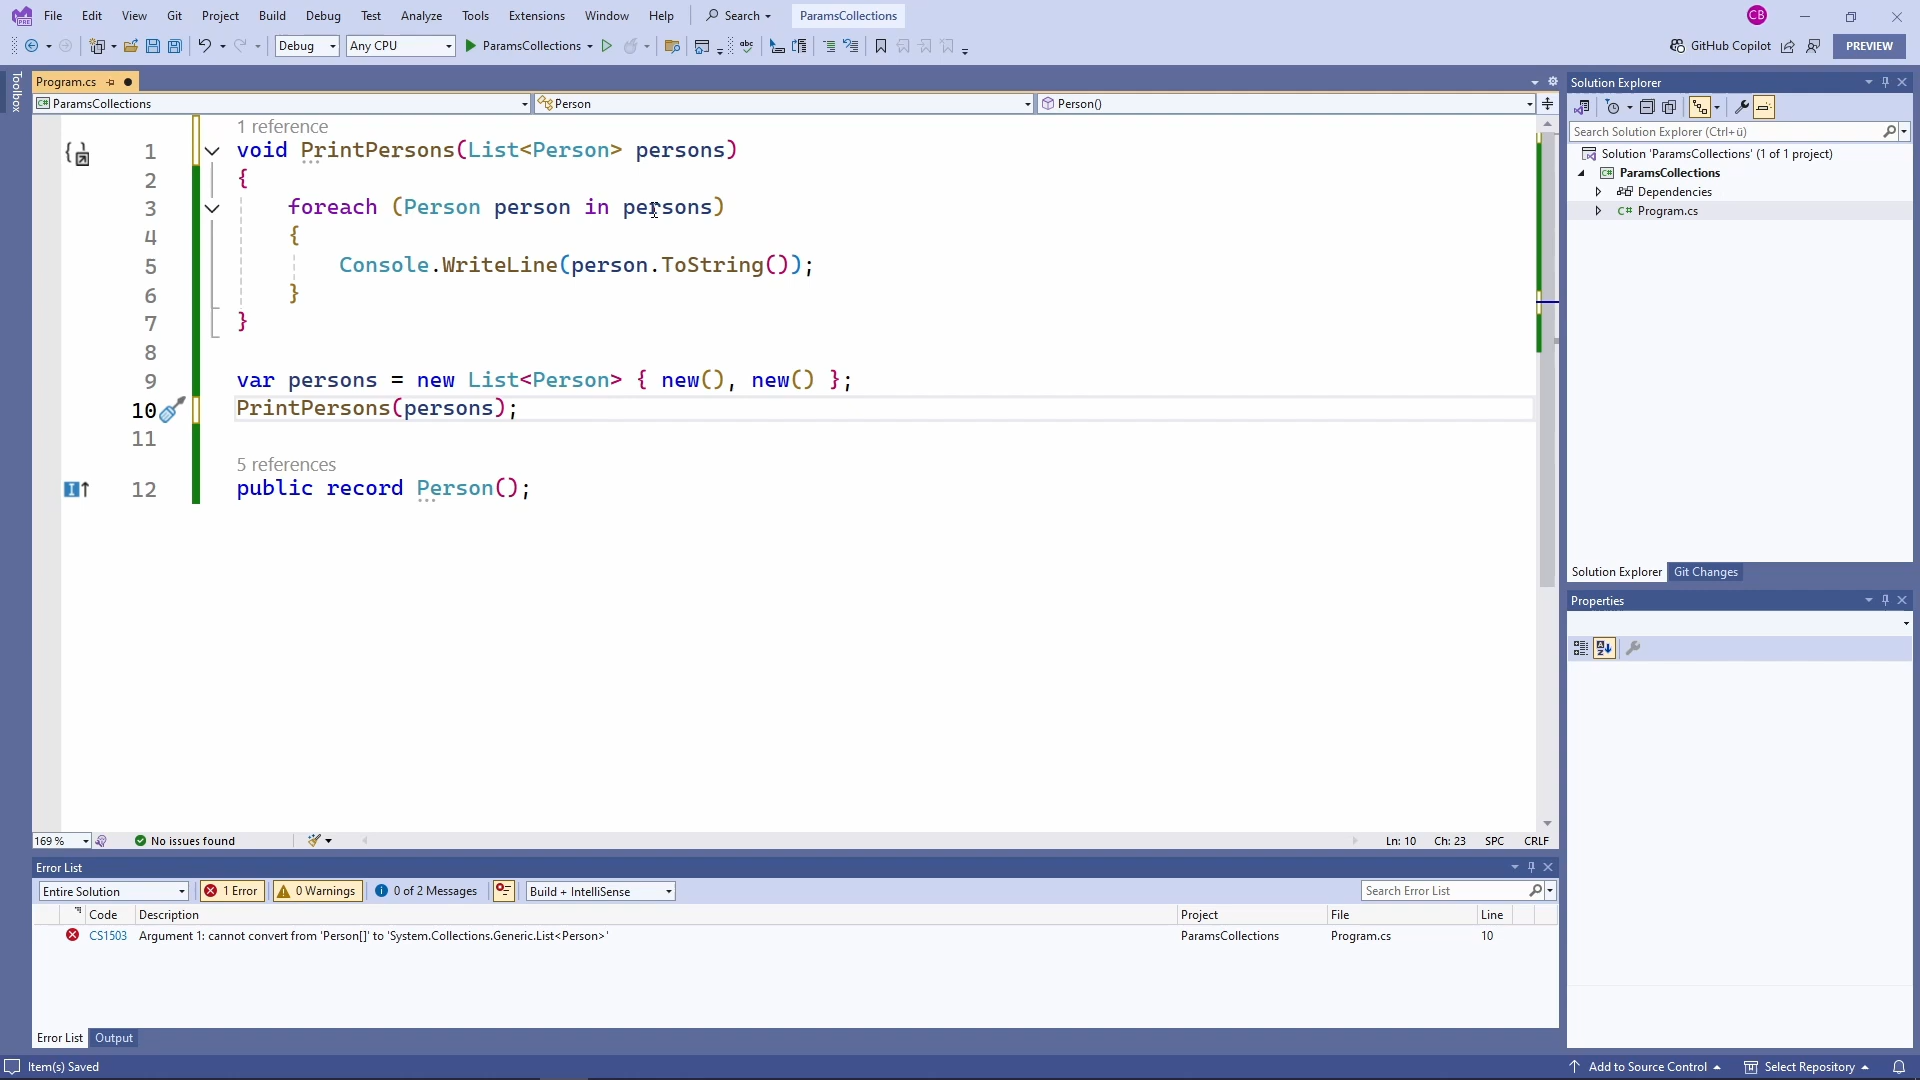 File Edit View Git Project Build Debug Test Analyze Tools Extensions Window Help Search ParamsCollections CB
Debug Any CPU ParamsCollections GitHub Copilot PREVIEW
Toolbox
Program.cs
ParamsCollections Person Person()
1 reference
1 void PrintPersons(List<Person> persons)
2 {
3 foreach (Person person in persons)
4 {
5 Console.WriteLine(person.ToString());
6 }
7 }
8
9 var persons = new List<Person> { new(), new() };
10 PrintPersons(persons);
11
5 references
12 public record Person();
169 % No issues found Ln: 10 Ch: 23 SPC CRLF
Error List
Entire Solution 1 Error 0 Warnings 0 of 2 Messages Build + IntelliSense Search Error List
Code Description Project File Line
CS1503 Argument 1: cannot convert from 'Person[]' to 'System.Collections.Generic.List<Person>' ParamsCollections Program.cs 10
Error List Output
Solution Explorer
Search Solution Explorer (Ctrl+ü)
Solution 'ParamsCollections' (1 of 1 project)
ParamsCollections
Dependencies
C# Program.cs
Solution Explorer Git Changes
Properties
Item(s) Saved Add to Source Control Select Repository